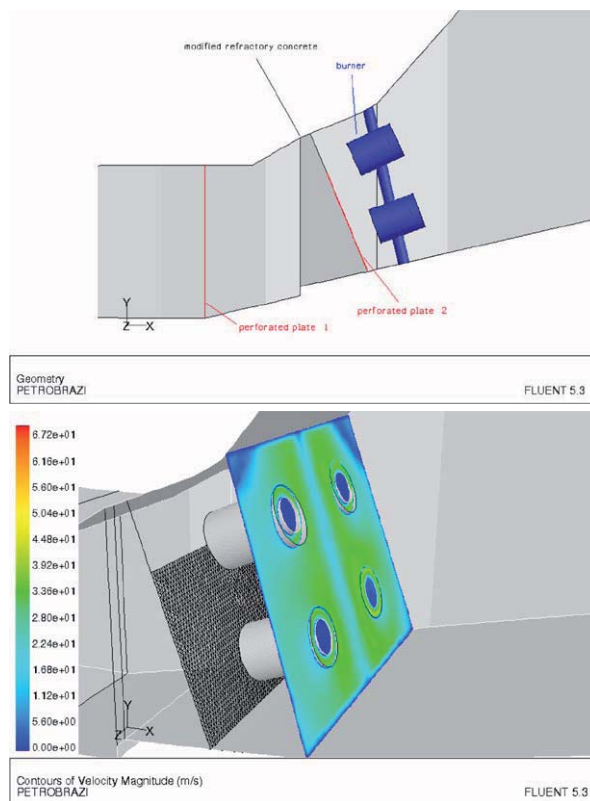 modified refractory concrete
burner
perforated plate 2
perforated plate 1
Y
Z X
Geometry
PETROBRAZI FLUENT 5.3
6.72e+01
6.16e+01
5.60e+01
5.04e+01
4.48e+01
3.92e+01
3.36e+01
2.80e+01
2.24e+01
1.68e+01
1.12e+01
5.60e+00
0.00e+00
Y
Z X
Contours of Velocity Magnitude (m/s)
PETROBRAZI FLUENT 5.3